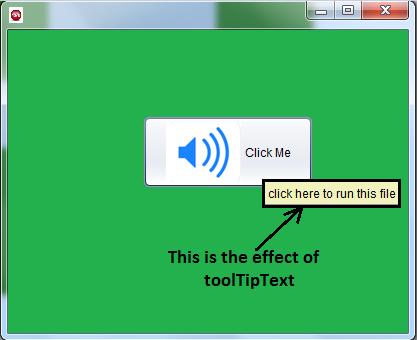 Click Me
click here to run this file
This is the effect of
toolTipText